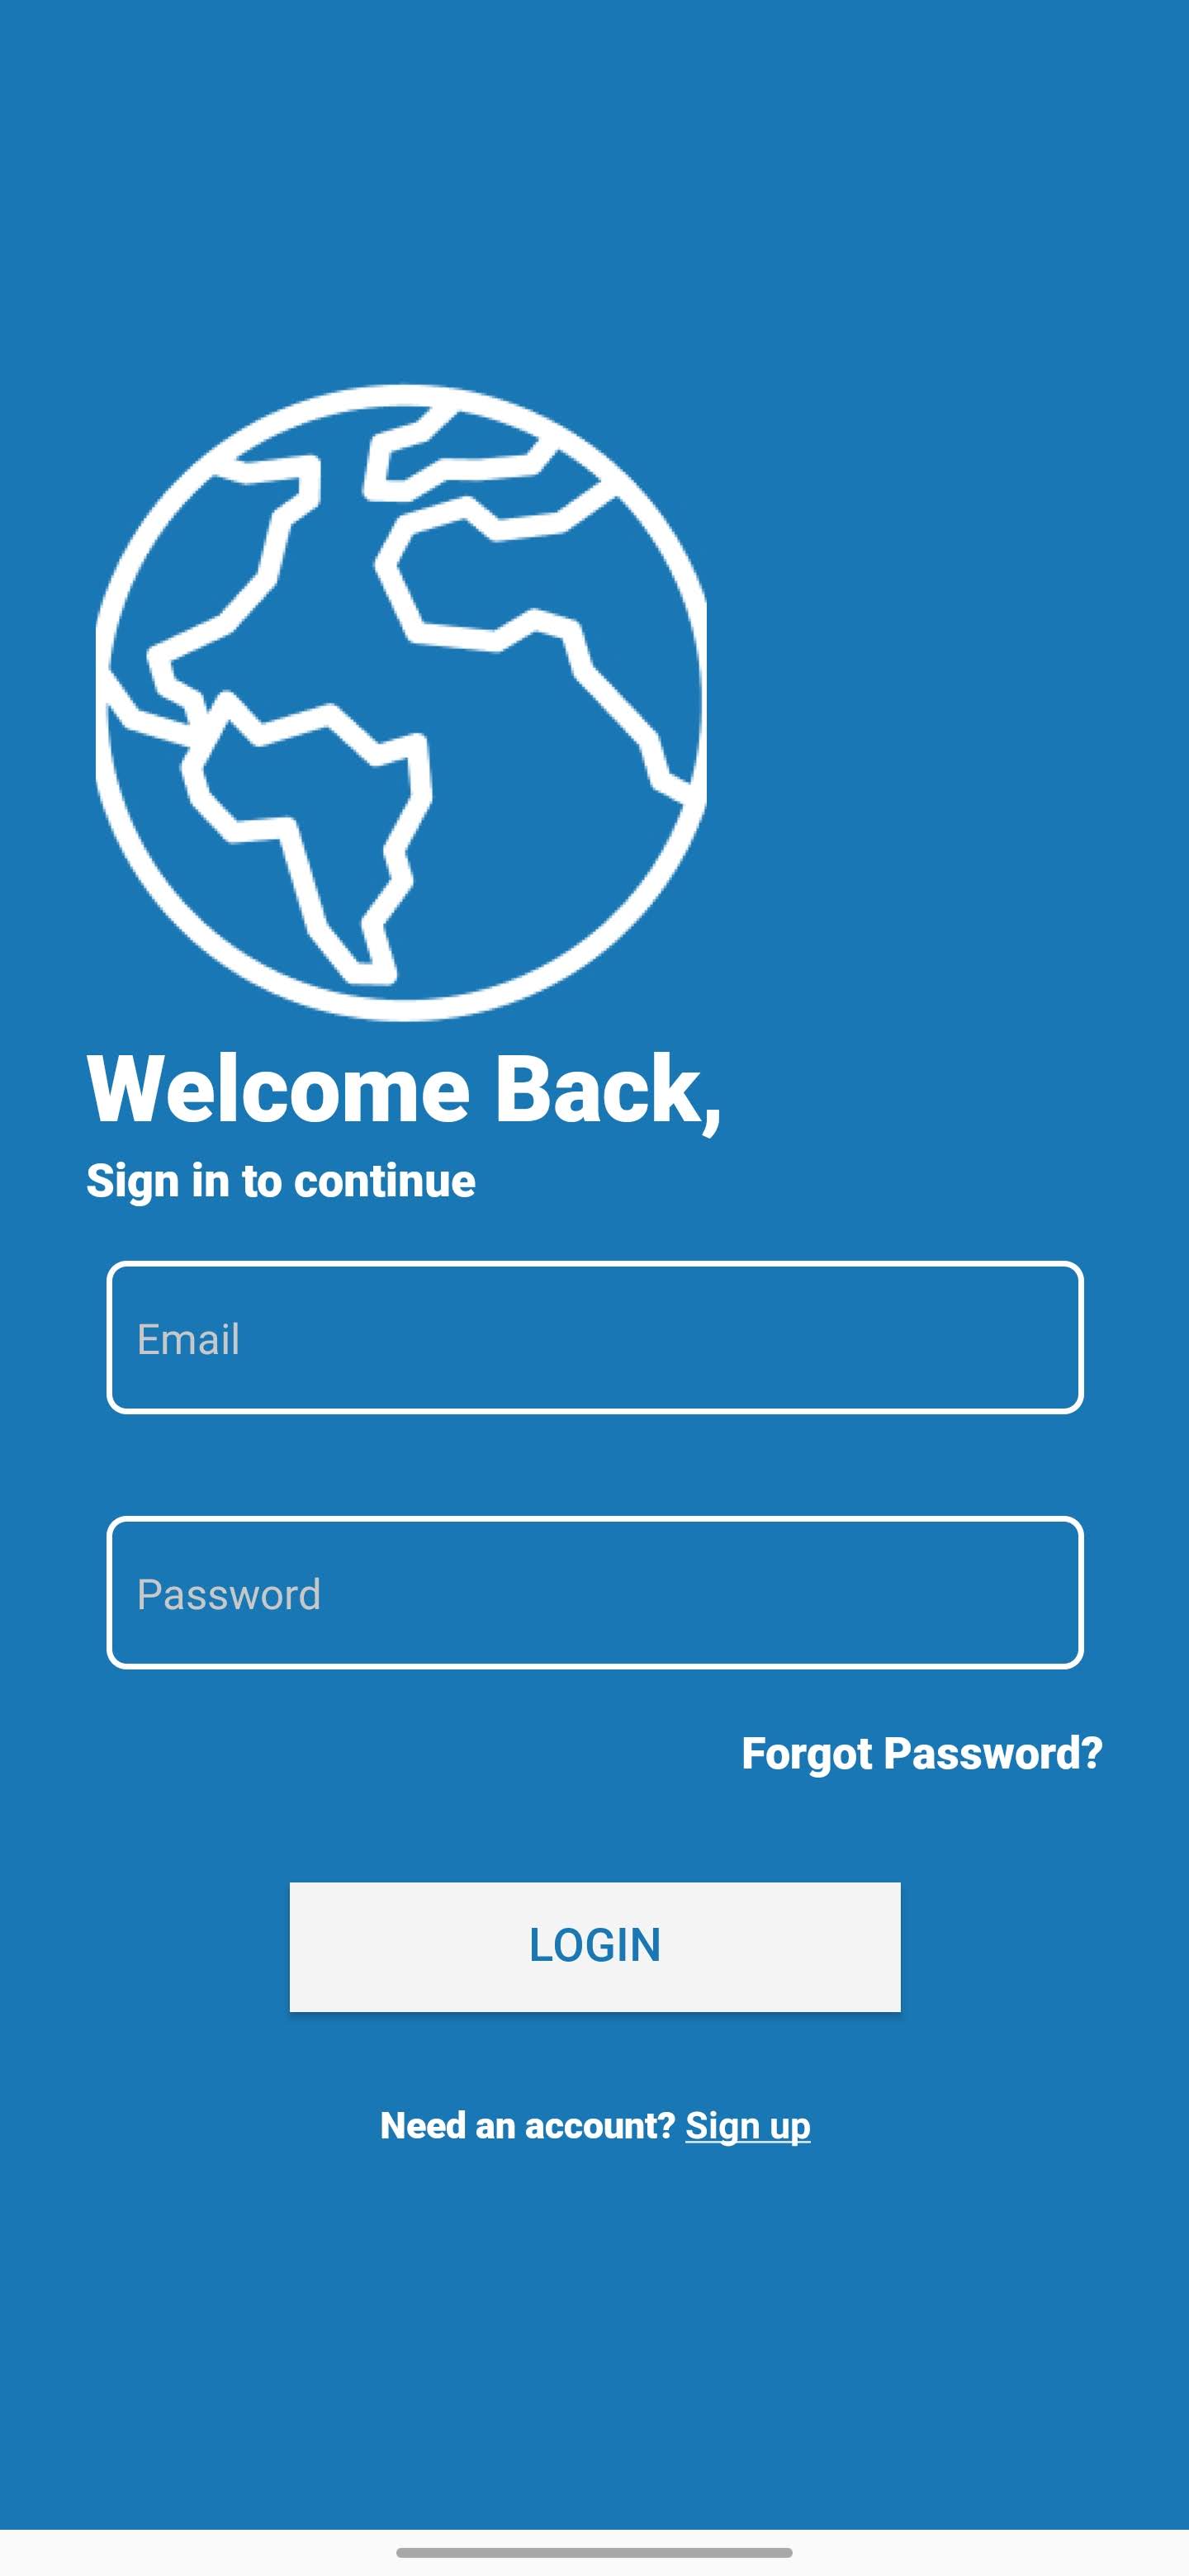 Welcome Back,
Sign in to continue
Email
Password
Forgot Password?
LOGIN
Need an account? Sign up